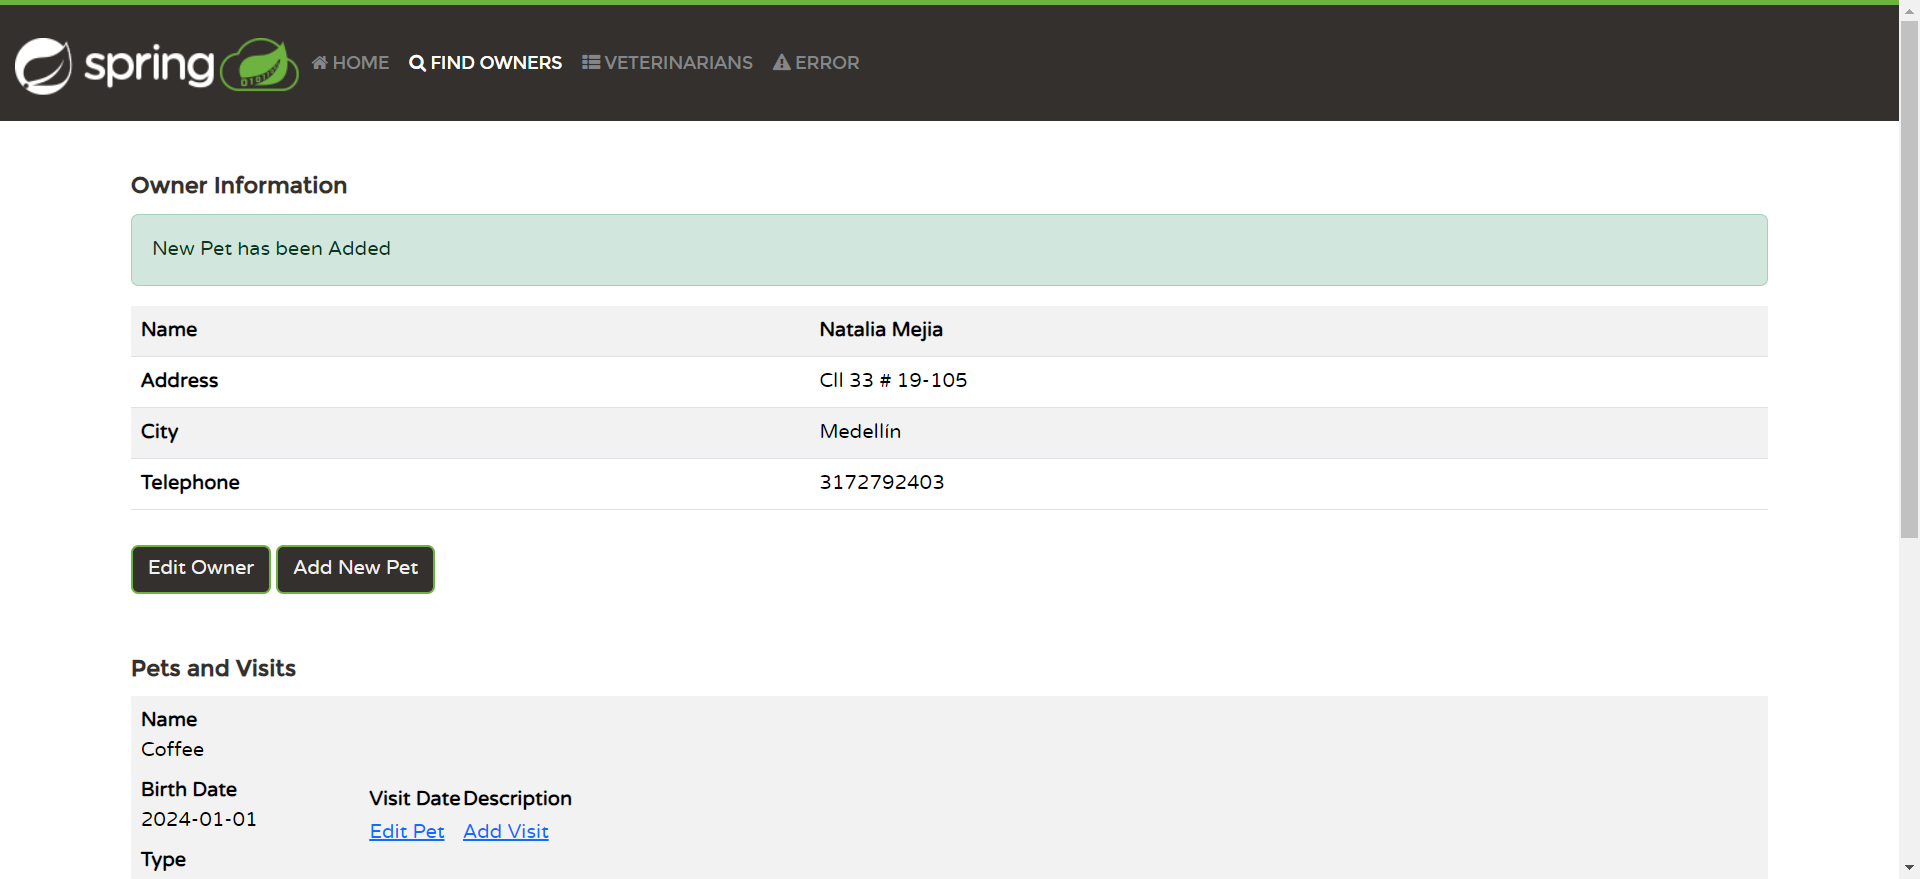 spring HOME FIND OWNERS VETERINARIANS ERROR
Owner Information
New Pet has been Added
Name Natalia Mejia
Address Cll 33 # 19-105
City Medellín
Telephone 3172792403
Edit Owner Add New Pet
Pets and Visits
Name
Coffee
Birth Date
2024-01-01
Type
Visit Date Description
Edit Pet Add Visit